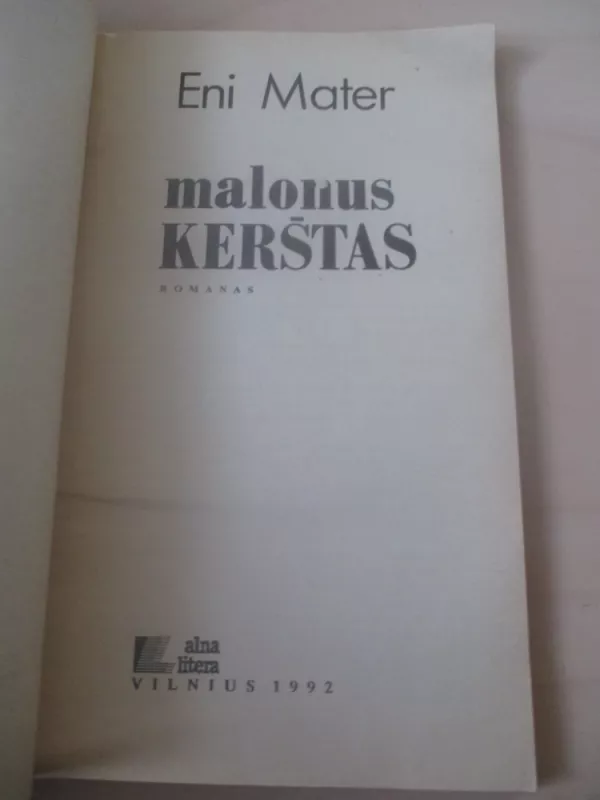 Eni Mater
malonus
KERŠTAS
ROMANAS
alna
litera
VILNIUS 1992